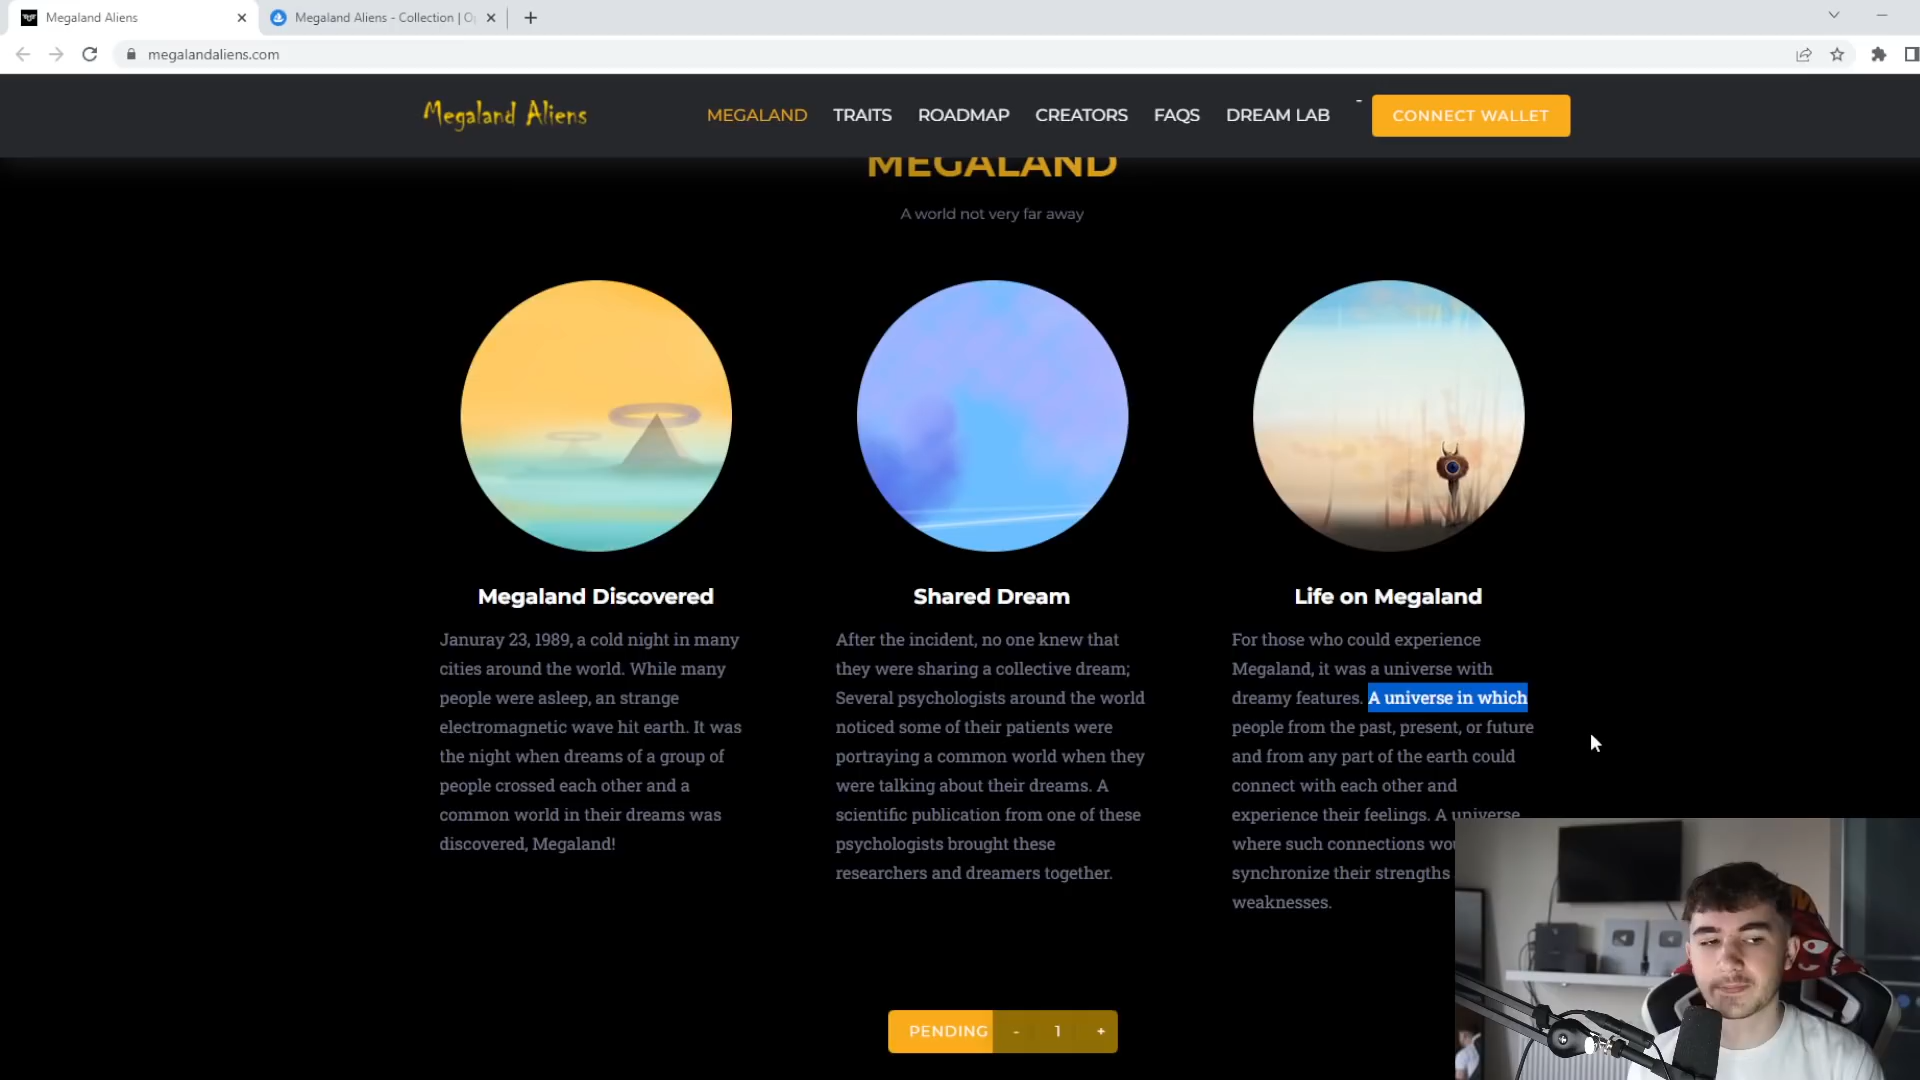 Megaland Aliens
Megaland Aliens - Collection | O
megalandaliens.com
Megaland Aliens
MEGALAND
TRAITS
ROADMAP
CREATORS
FAQS
DREAM LAB
-
CONNECT WALLET
MEGALAND
A world not very far away
Megaland Discovered
Januray 23, 1989, a cold night in many
cities around the world. While many
people were asleep, an strange
electromagnetic wave hit earth. It was
the night when dreams of a group of
people crossed each other and a
common world in their dreams was
discovered, Megaland!
Shared Dream
After the incident, no one knew that
they were sharing a collective dream;
Several psychologists around the world
noticed some of their patients were
portraying a common world when they
were talking about their dreams. A
scientific publication from one of these
psychologists brought these
researchers and dreamers together.
Life on Megaland
For those who could experience
Megaland, it was a universe with
dreamy features. A universe in which
people from the past, present, or future
and from any part of the earth could
connect with each other and
experience their feelings. A universe
where such connections wou
synchronize their strengths
weaknesses.
PENDING - 1 +